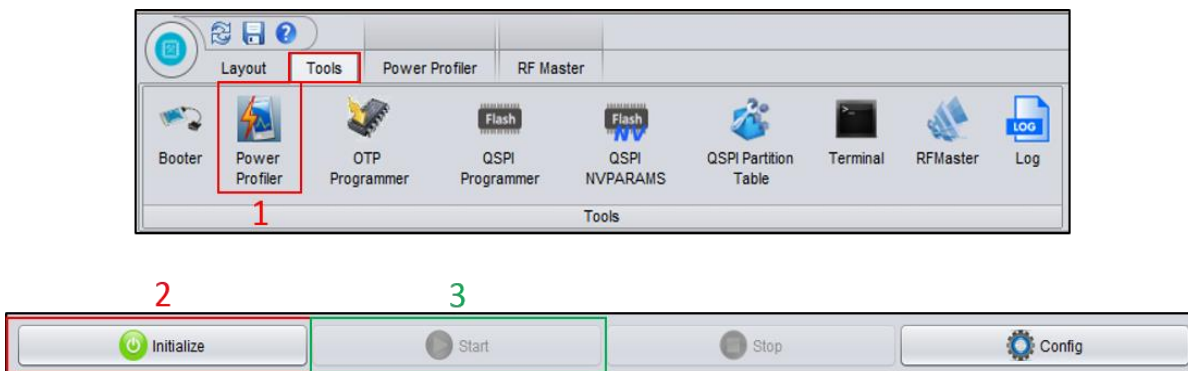 Layout Tools Power Profiler RF Master
Flash Flash >_
NV LOG
Booter Power OTP QSPI QSPI QSPI Partition Terminal RFMaster Log
Profiler Programmer Programmer NVPARAMS Table
1 Tools
2 3
Initialize Start Stop Config